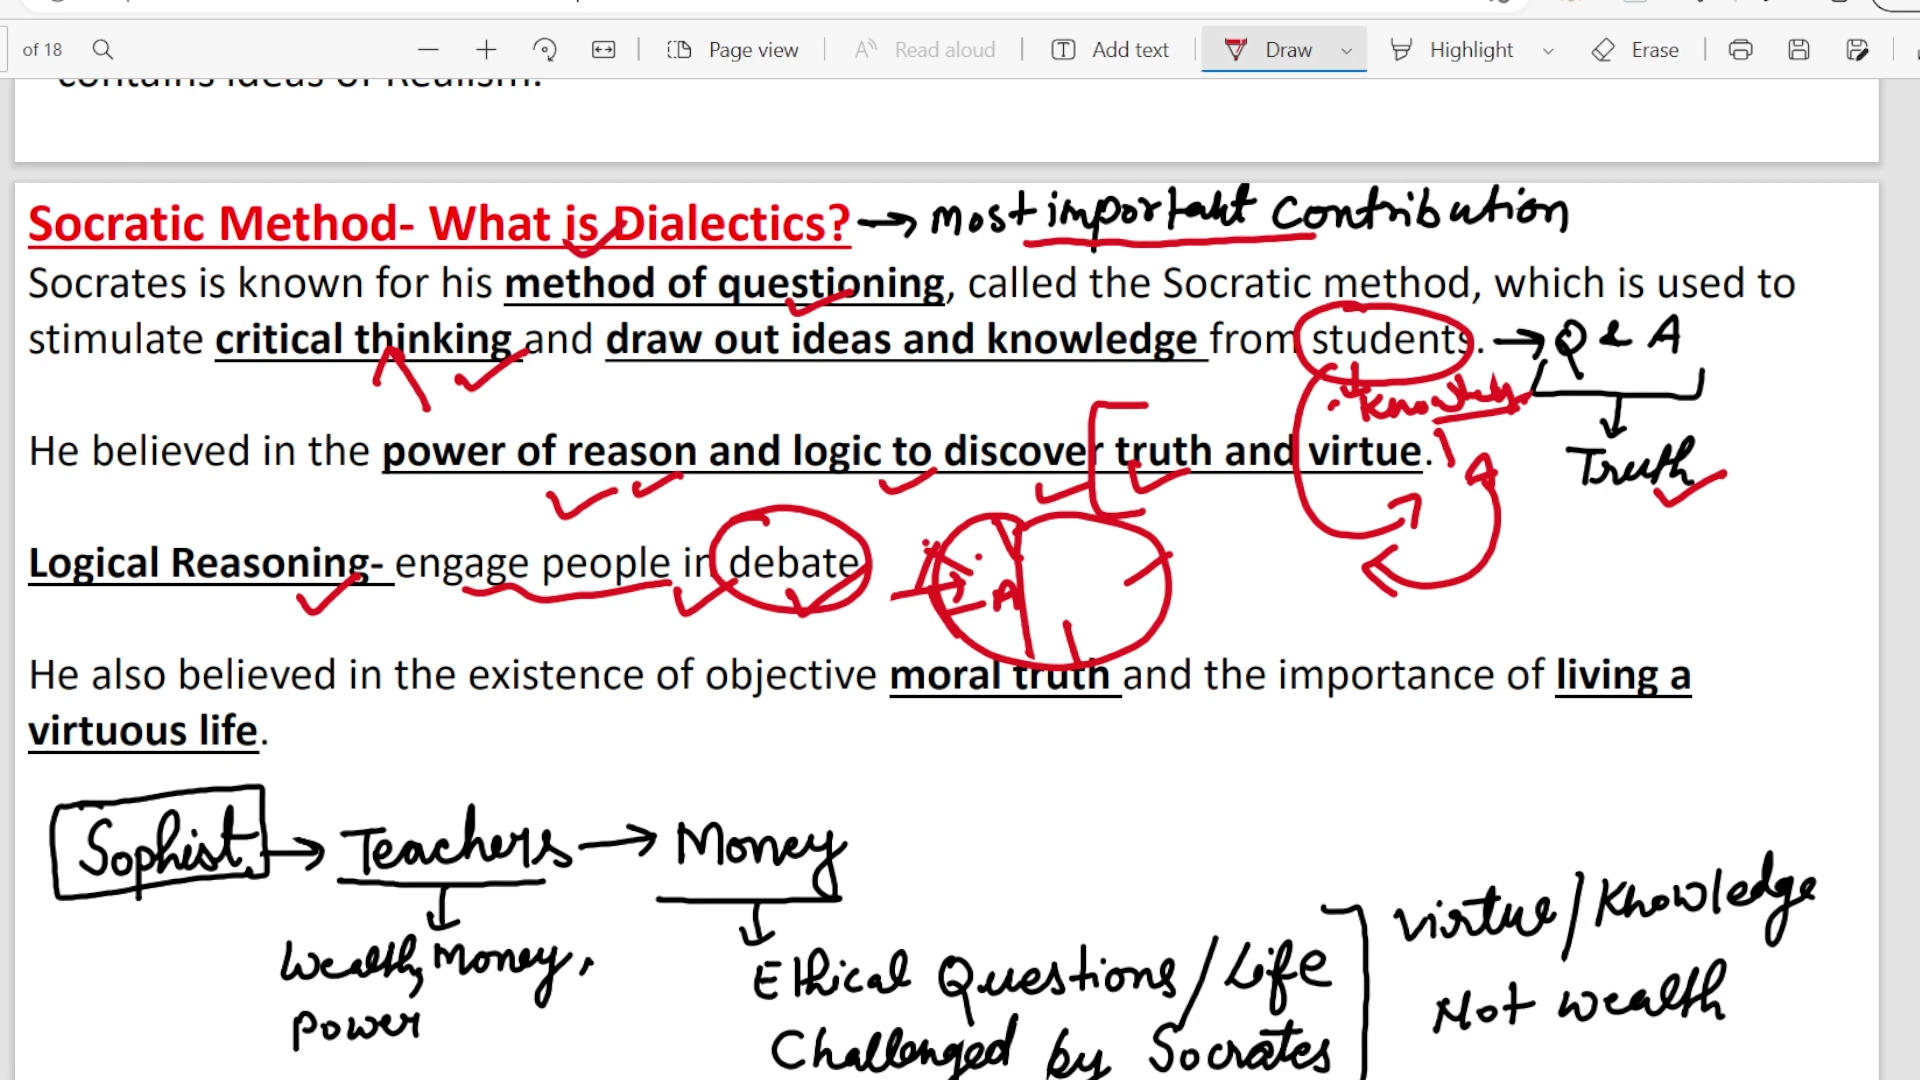 of 18
Page view
Read aloud
Add text
Draw
Highlight
Erase
contains ideas of Realism.
Socratic Method- What is Dialectics? → Most important Contribution
Socrates is known for his method of questioning, called the Socratic method, which is used to
stimulate critical thinking and draw out ideas and knowledge from students. → Q & A
Truth
He believed in the power of reason and logic to discover truth and virtue.
Logical Reasoning- engage people in debate
A
He also believed in the existence of objective moral truth and the importance of living a
virtuous life.
Sophist → Teachers → Money
Wealth, Money,
Power
Ethical Questions/Life
Challenged by Socrates
Virtue/Knowledge
Not wealth